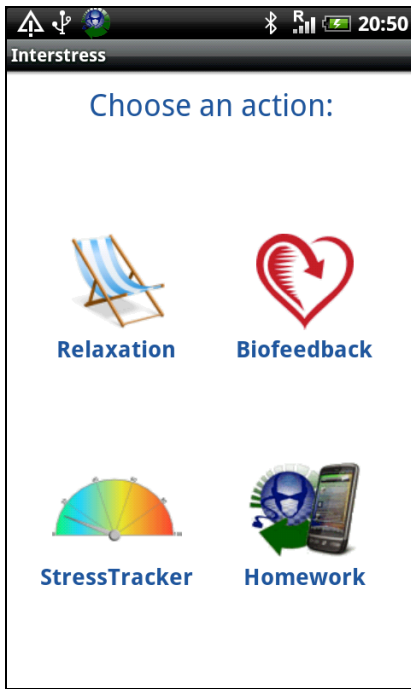 R 20:50
Interstress
Choose an action:
Relaxation Biofeedback
StressTracker Homework